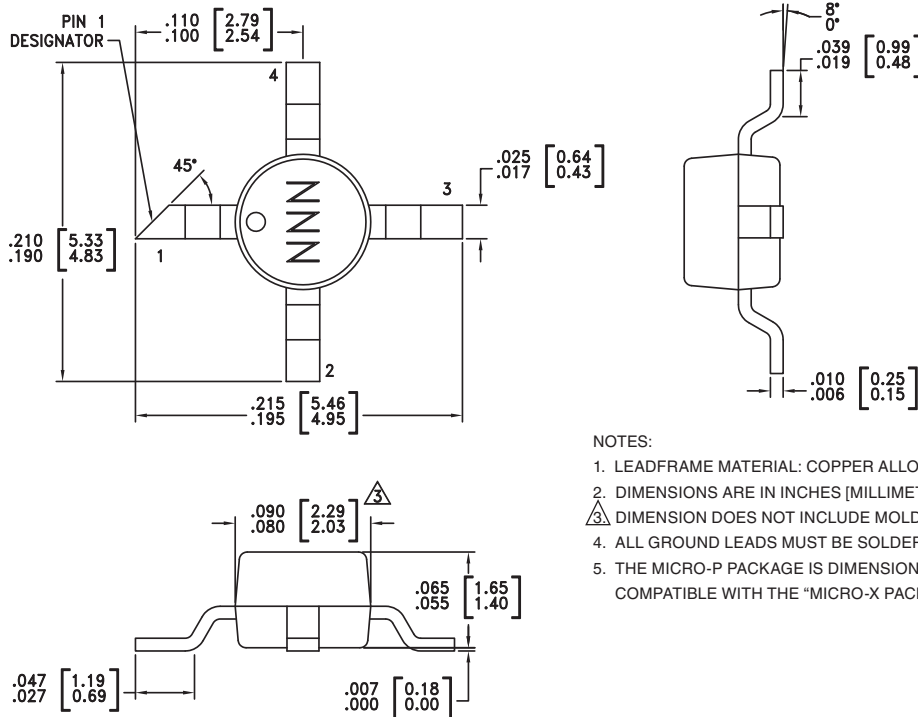 PIN 1
DESIGNATOR
.110 [2.79]
.100 [2.54]
4
45°
NNN
3
1
2
.025 [0.64]
.017 [0.43]
.210 [5.33]
.190 [4.83]
.215 [5.46]
.195 [4.95]
8°
0°
.039 [0.99]
.019 [0.48]
.010 [0.25]
.006 [0.15]
.090 [2.29]
.080 [2.03]
3
.065 [1.65]
.055 [1.40]
.047 [1.19]
.027 [0.69]
.007 [0.18]
.000 [0.00]
NOTES:
1. LEADFRAME MATERIAL: COPPER
2. DIMENSIONS ARE IN INCHES
3. DIMENSION DOES NOT INCLUDE MOLD
4. ALL GROUND LEADS MUST BE
5. THE MICRO-P PACKAGE IS
COMPATIBLE WITH THE “MICRO-X